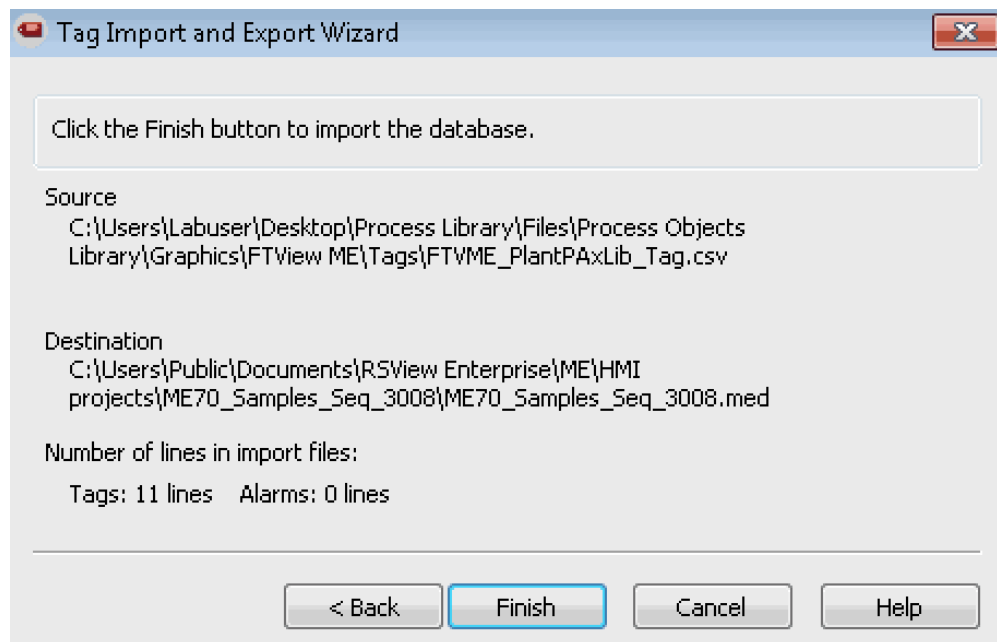 Tag Import and Export Wizard
Click the Finish button to import the database.
Source
C:\Users\Labuser\Desktop\Process Library\Files\Process Objects
Library\Graphics\FTView ME\Tags\FTVME_PlantPAxLib_Tag.csv
Destination
C:\Users\Public\Documents\RSView Enterprise\ME\HMI
projects\ME70_Samples_Seq_3008\ME70_Samples_Seq_3008.med
Number of lines in import files:
Tags: 11 lines Alarms: 0 lines
< Back Finish Cancel Help